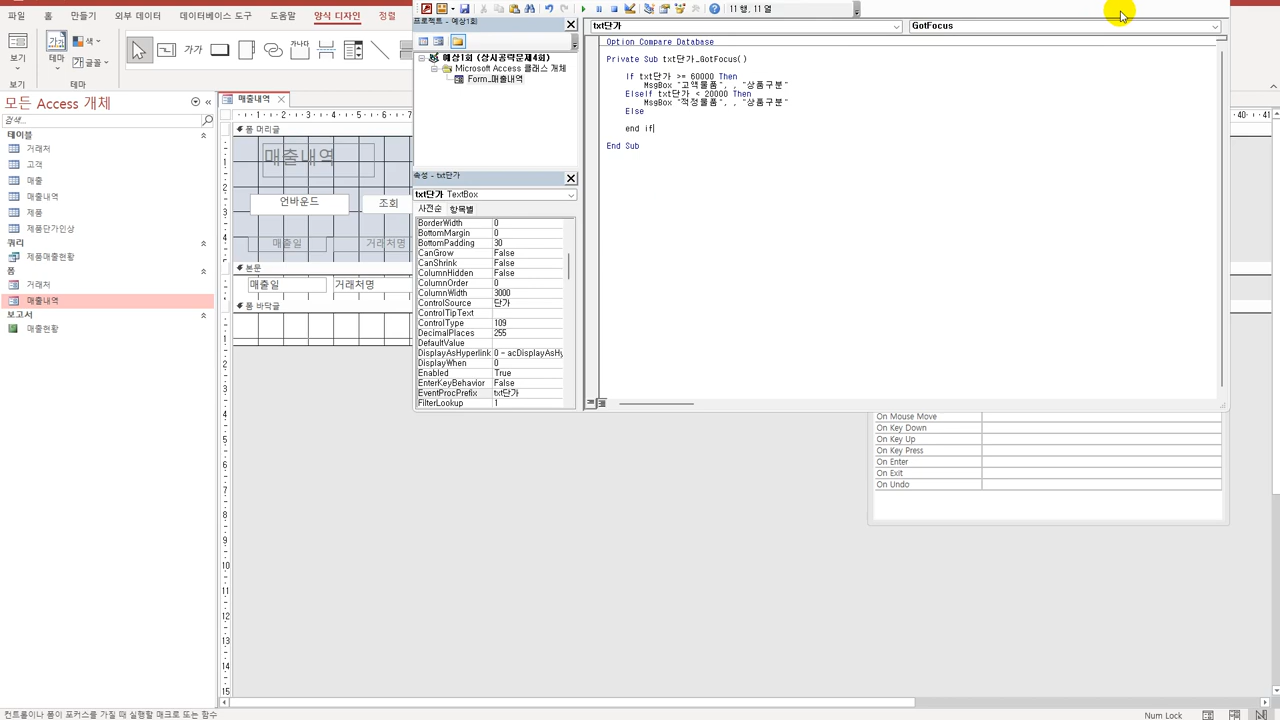 파일
홈
만들기
외부 데이터
데이터베이스 도구
도움말
양식 디자인
정렬
11 행, 11 열
프로젝트 - 예상1회
txt단가
GotFocus
보기
테마
색
글꼴
보기
테마
가가
예상1회 (상시공략문제4회)
Microsoft Access 클래스 개체
Form_매출내역
Option Compare Database
Private Sub txt단가_GotFocus()
If txt단가 >= 60000 Then
MsgBox "고액물품", , "상품구분"
ElseIf txt단가 < 20000 Then
MsgBox "적정물품", , "상품구분"
Else
end if
End Sub
모든 Access 개체
검색...
테이블
거래처
고객
매출
매출내역
제품
제품단가인상
쿼리
제품매출현황
폼
거래처
매출내역
보고서
매출현황
매출내역
폼 머리글
매출내역
언바운드
조회
매출일
거래처명
본문
매출일
거래처명
폼 바닥글
속성 - txt단가
txt단가 TextBox
사전순
항목별
BorderWidth 0
BottomMargin 0
BottomPadding 30
CanGrow False
CanShrink False
ColumnHidden False
ColumnOrder 0
ColumnWidth 3000
ControlSource 단가
ControlTipText
ControlType 109
DecimalPlaces 255
DefaultValue
DisplayAsHyperlink 0 - acDisplayAsHy
DisplayWhen 0
Enabled True
EnterKeyBehavior False
EventProcPrefix txt단가
FilterLookup 1
On Mouse Move
On Key Down
On Key Up
On Key Press
On Enter
On Exit
On Undo
컨트롤이나 폼이 포커스를 가질 때 실행할 매크로 또는 함수
Num Lock